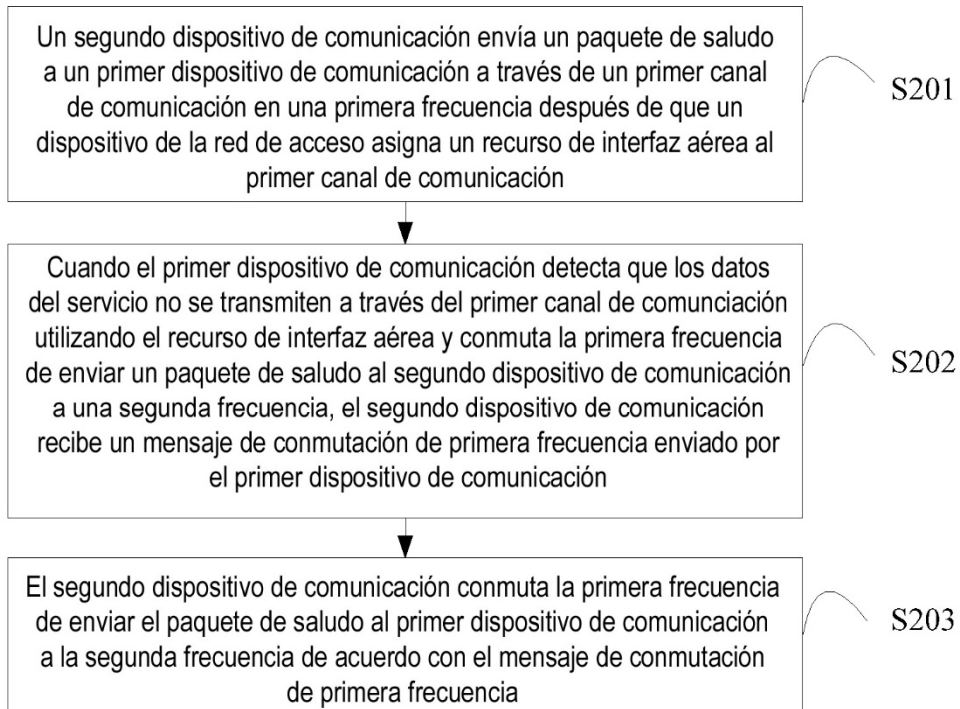 Un segundo dispositivo de comunicación envía un paquete de saludo
a un primer dispositivo de comunicación a través de un primer canal
de comunicación en una primera frecuencia después de que un
dispositivo de la red de acceso asigna un recurso de interfaz aérea al
primer canal de comunicación
S201
Cuando el primer dispositivo de comunicación detecta que los datos
del servicio no se transmiten a través del primer canal de comunciación
utilizando el recurso de interfaz aérea y conmuta la primera frecuencia
de enviar un paquete de saludo al segundo dispositivo de comunicación
a una segunda frecuencia, el segundo dispositivo de comunicación
recibe un mensaje de conmutación de primera frecuencia enviado por
el primer dispositivo de comunicación
S202
El segundo dispositivo de comunicación conmuta la primera frecuencia
de enviar el paquete de saludo al primer dispositivo de comunicación
a la segunda frecuencia de acuerdo con el mensaje de conmutación
de primera frecuencia
S203